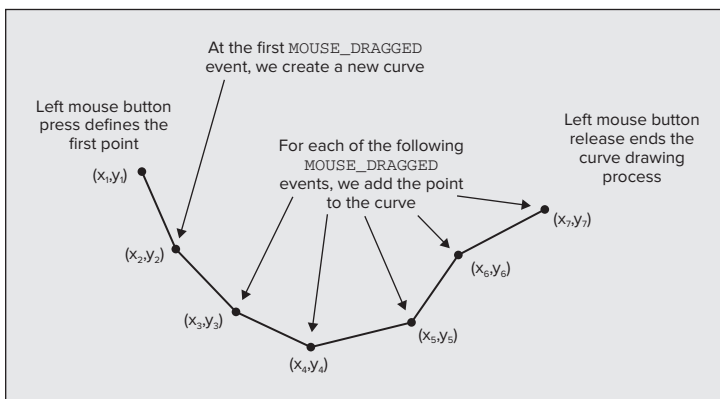 At the first MOUSE_DRAGGED
event, we create a new curve
Left mouse button
press defines the
first point
For each of the following
MOUSE_DRAGGED
events, we add the point
to the curve
Left mouse button
release ends the
curve drawing
process
(x₁,y₁)
(x₂,y₂)
(x₃,y₃)
(x₄,y₄)
(x₅,y₅)
(x₆,y₆)
(x₇,y₇)